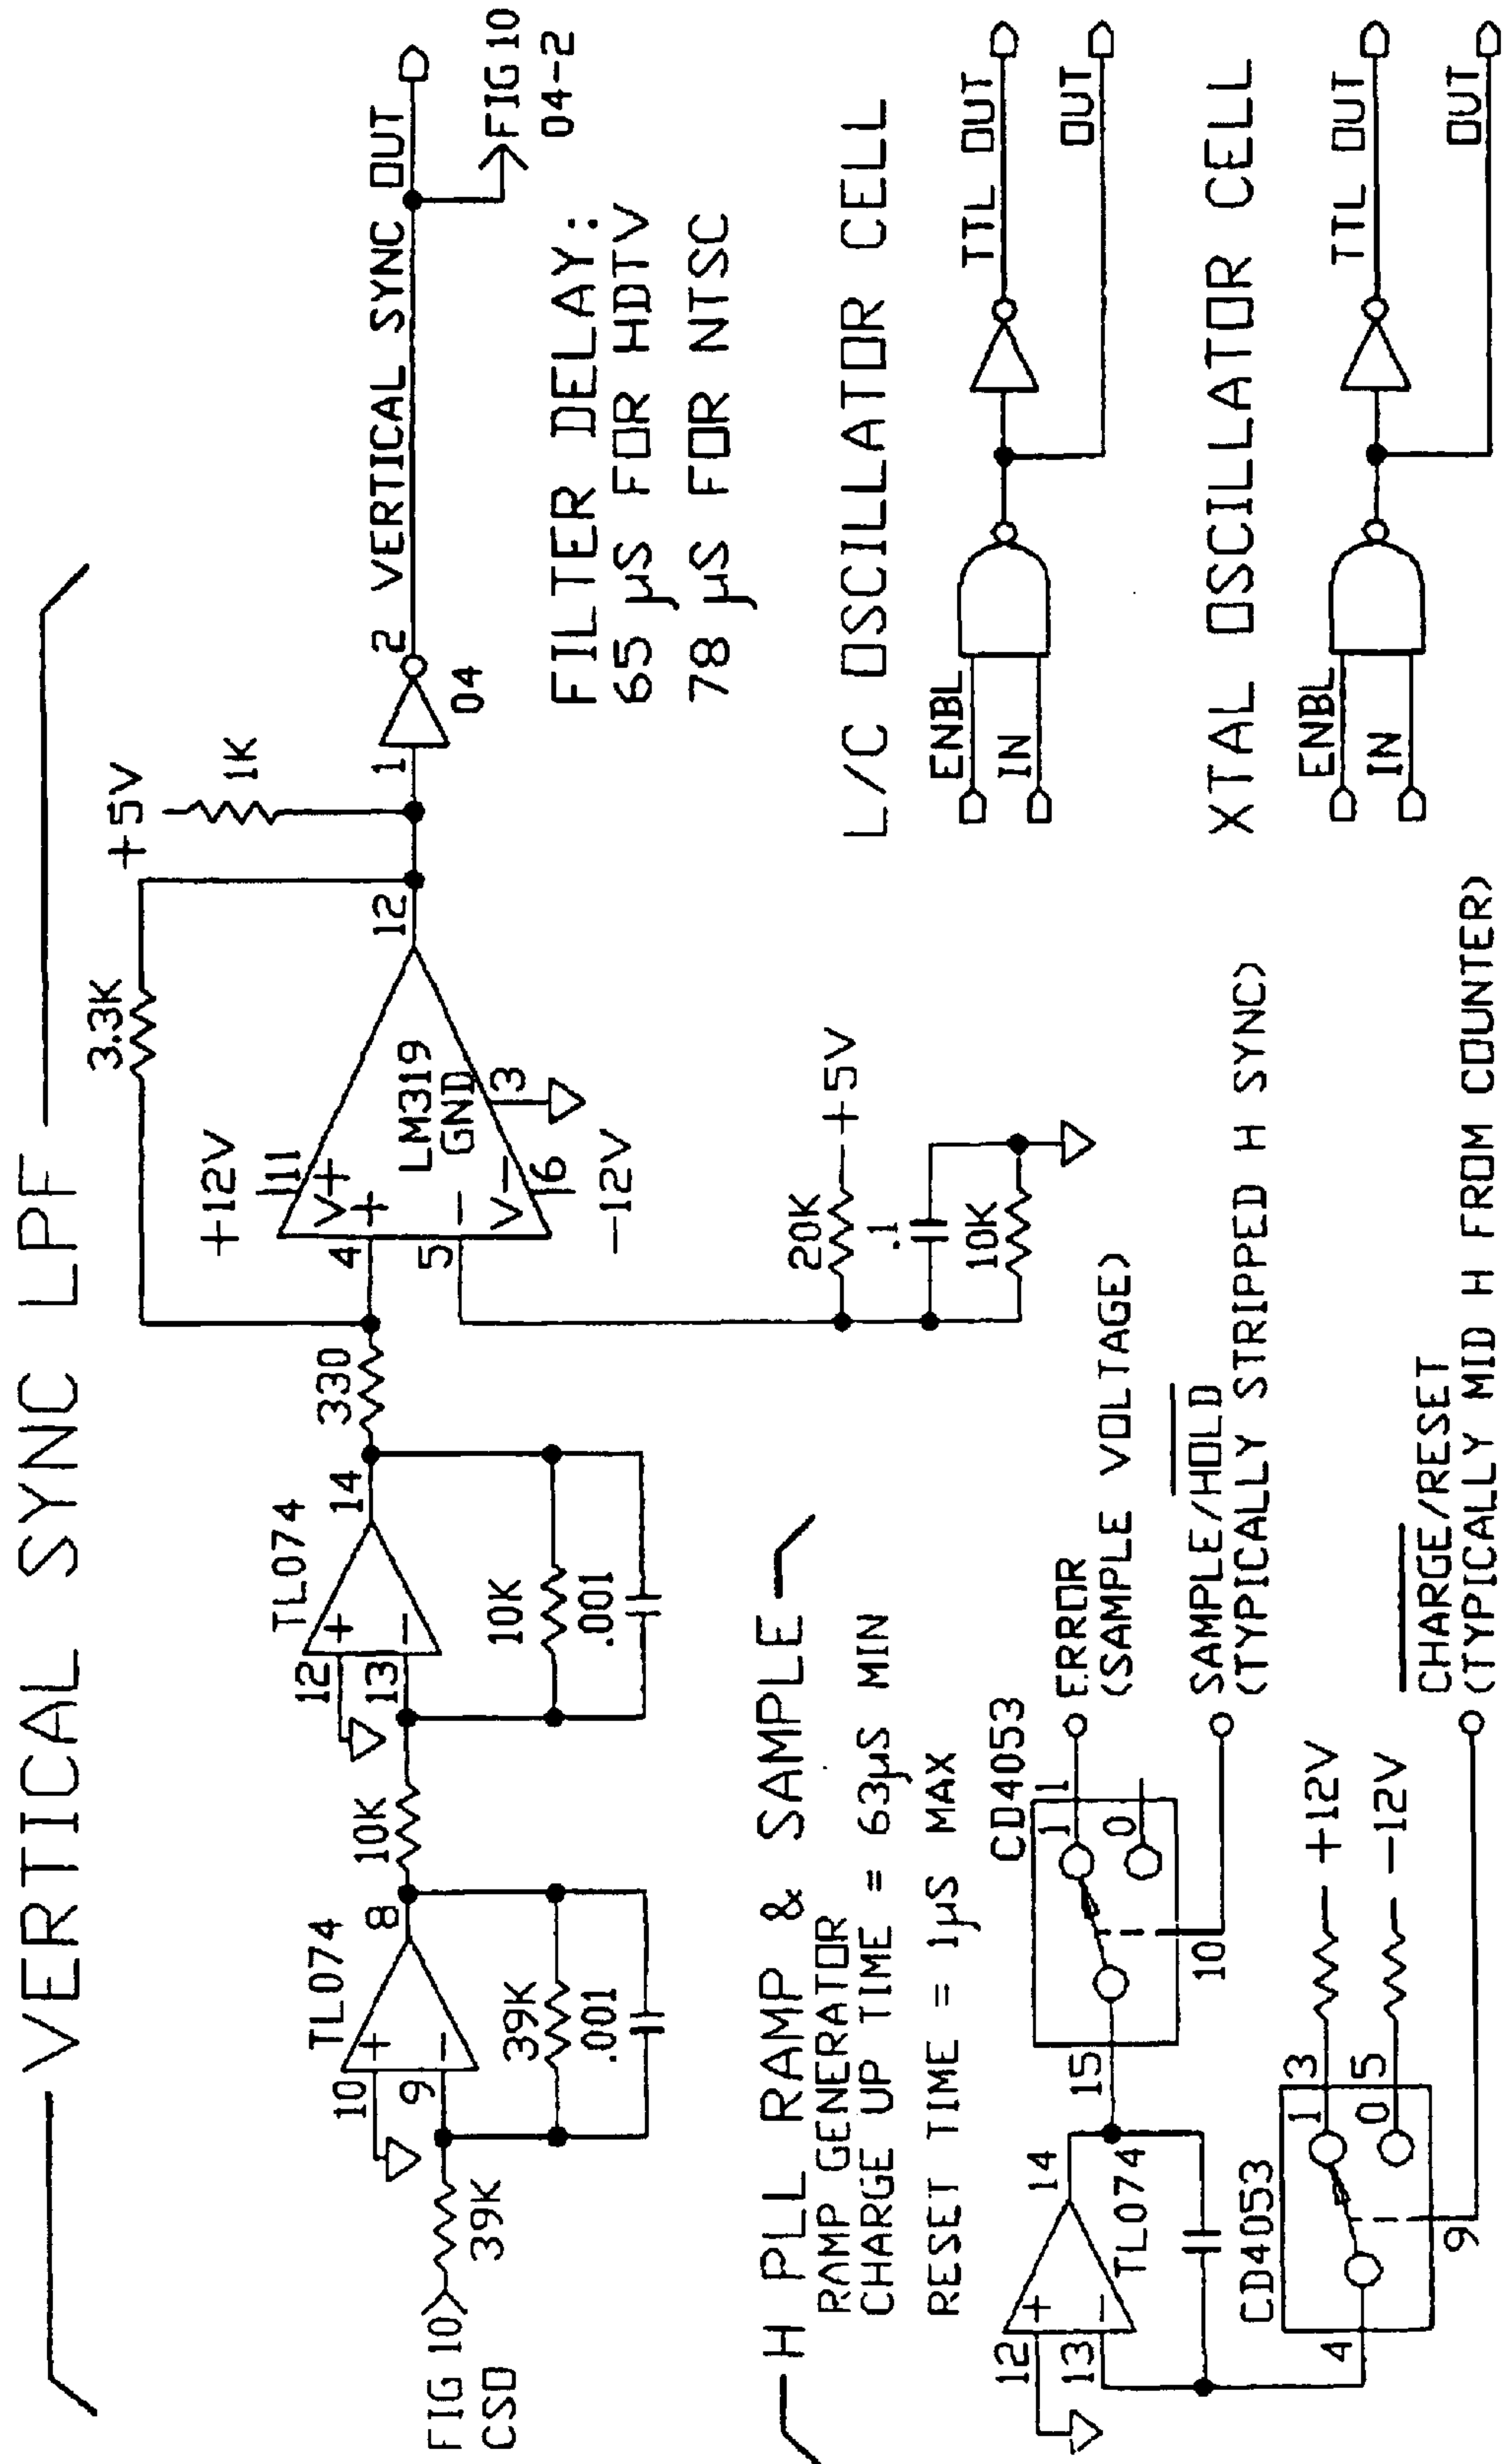 VERTICAL SYNC LPF
FIG 10
CSO
39K
10
9
TL074
8
39K
.001
10K
12
13
TL074
14
10K
.001
330
3.3K
+12V
11
V+
+
4
5
−
LM319
GND
V−
3
6
−12V
12
20K
+5V
.1
10K
+5V
1K
1
04
2
VERTICAL SYNC OUT
FIG 10
04-2
FILTER DELAY:
65 µS FOR HDTV
78 µS FOR NTSC
H PLL RAMP & SAMPLE
RAMP GENERATOR
CHARGE UP TIME = 63µS MIN
RESET TIME = 1µS MAX
12
13
14
TL074
15
CD4053
1
11
0
10
ERROR
(SAMPLE VOLTAGE)
SAMPLE/HOLD
(TYPICALLY STRIPPED H SYNC)
CD4053
4
1
3
0
5
9
+12V
−12V
CHARGE/RESET
(TYPICALLY MID H FROM COUNTER)
L/C OSCILLATOR CELL
ENBL
IN
TTL OUT
OUT
XTAL OSCILLATOR CELL
ENBL
IN
TTL OUT
OUT